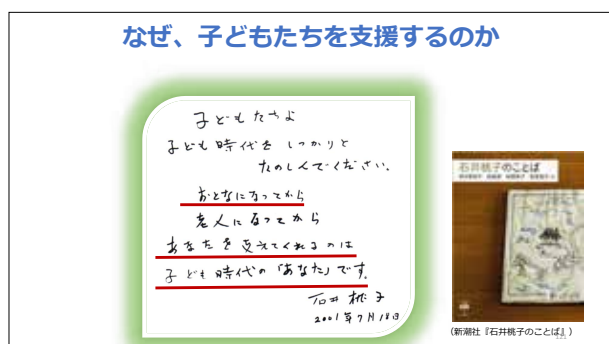 なぜ、子どもたちを支援するのか
子どもたちよ
子ども時代を しっかりと
たのしんでください。
おとなになってから
老人になってから
あなたを支えてくれるのは
子ども時代の「あなた」です。
石井 桃子
2001年7月18日
石井桃子のことば
(新潮社『石井桃子のことば』)